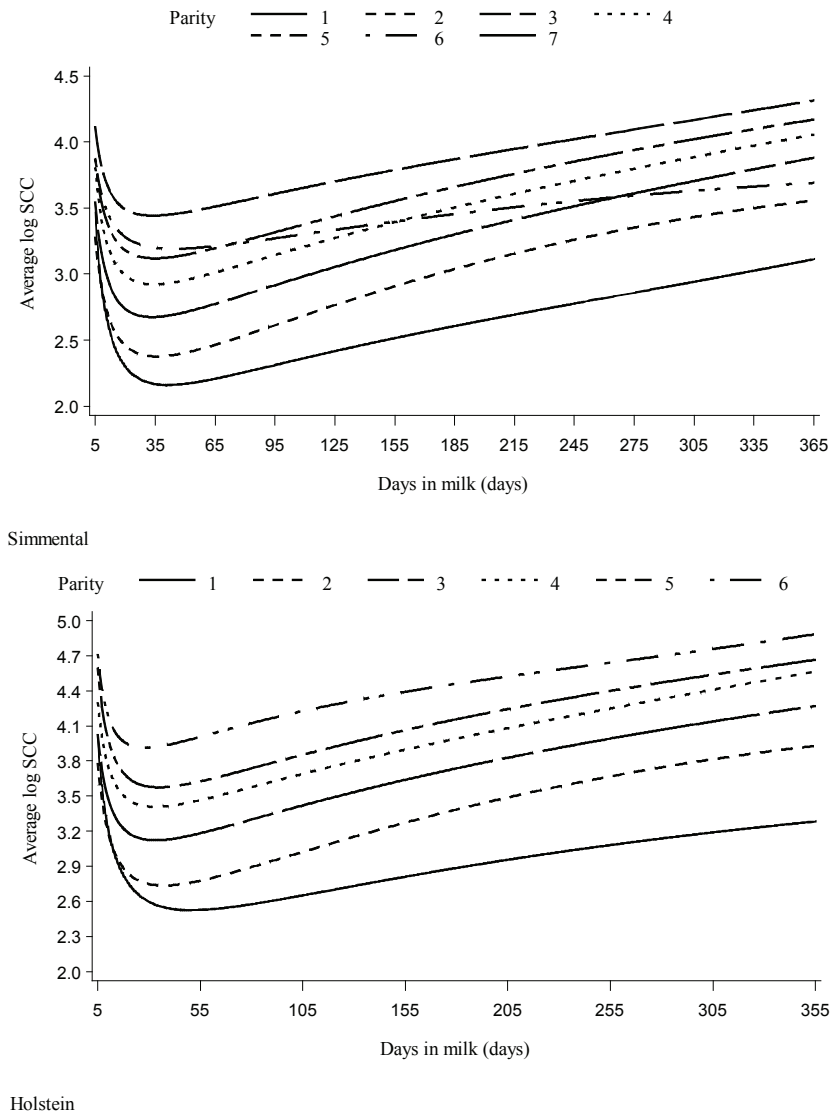 Parity 1 2 3 4
5 6 7
4.5
4.0
3.5
3.0
2.5
2.0
Average log SCC
5 35 65 95 125 155 185 215 245 275 305 335 365
Days in milk (days)
Simmental
Parity 1 2 3 4 5 6
5.0
4.7
4.4
4.1
3.8
3.5
3.2
2.9
2.6
2.3
2.0
Average log SCC
5 55 105 155 205 255 305 355
Days in milk (days)
Holstein